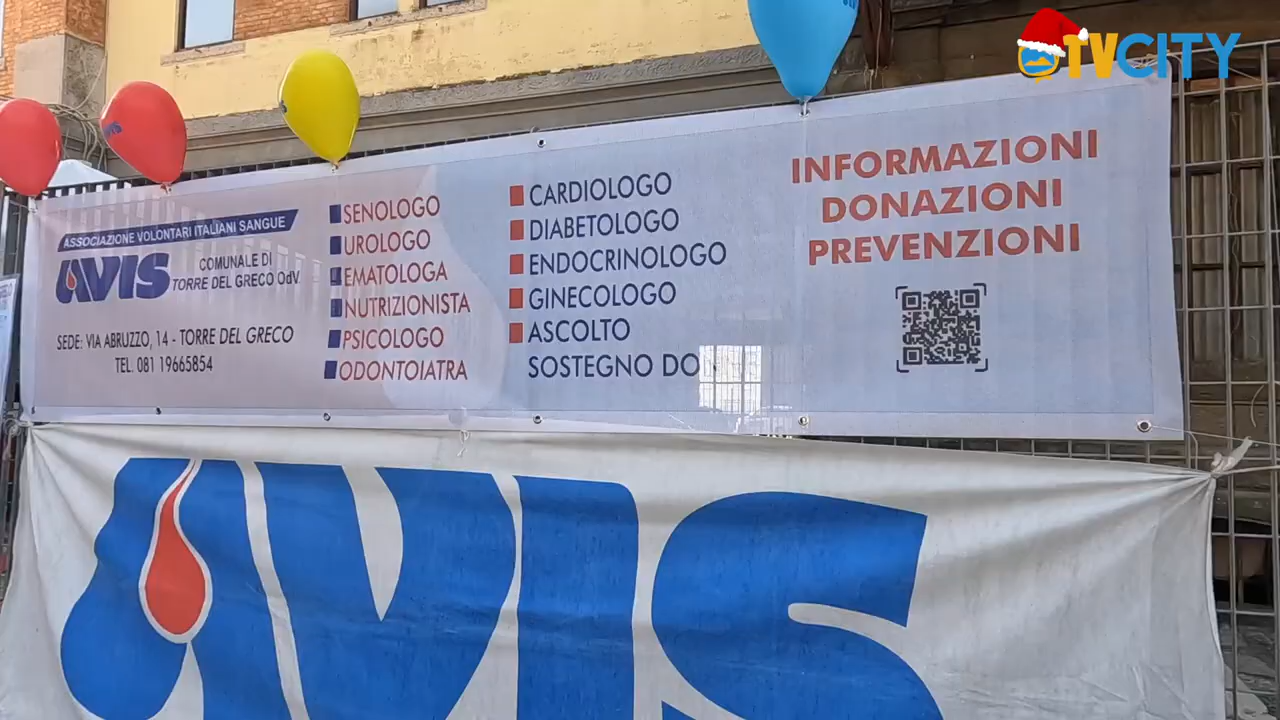 TVCITY
ASSOCIAZIONE VOLONTARI ITALIANI SANGUE
AVIS
COMUNALE DI
TORRE DEL GRECO OdV
SEDE: VIA ABRUZZO, 14 - TORRE DEL GRECO
TEL. 081 19665854
SENOLOGO
UROLOGO
EMATOLOGA
NUTRIZIONISTA
PSICOLOGO
ODONTOIATRA
CARDIOLOGO
DIABETOLOGO
ENDOCRINOLOGO
GINECOLOGO
ASCOLTO
SOSTEGNO DO
INFORMAZIONI
DONAZIONI
PREVENZIONI
AVIS